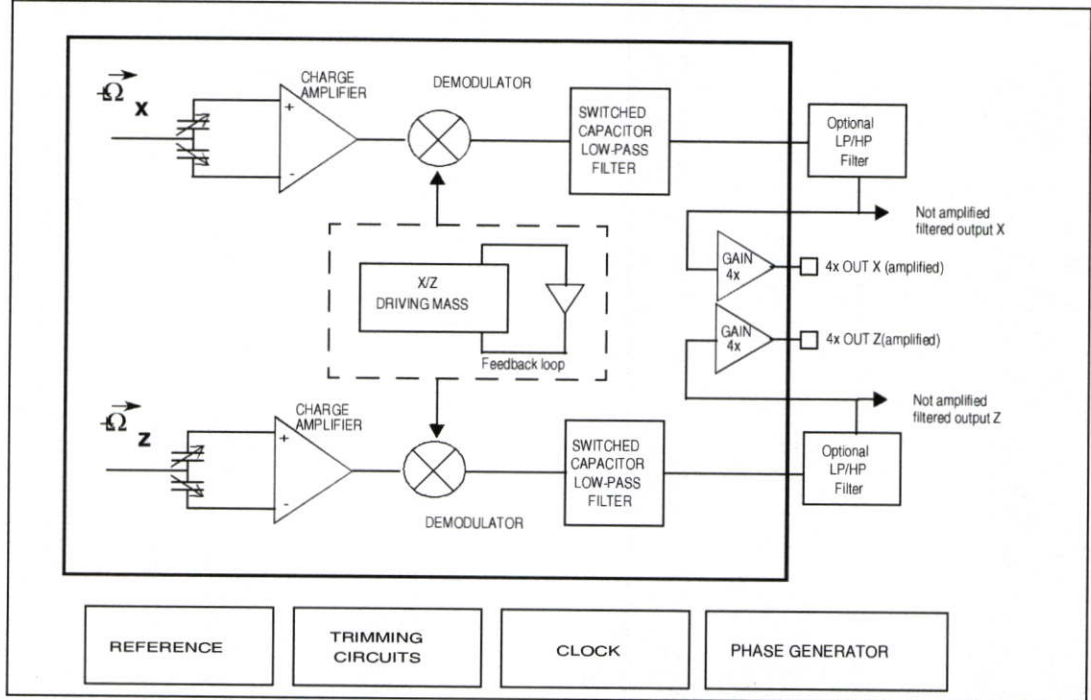 ±Ω X
CHARGE
AMPLIFIER
+
-
DEMODULATOR
SWITCHED
CAPACITOR
LOW-PASS
FILTER
Optional
LP/HP
Filter
Not amplified
filtered output X
GAIN
4x
4x OUT X (amplified)
X/Z
DRIVING MASS
Feedback loop
GAIN
4x
4x OUT Z(amplified)
Not amplified
filtered output Z
±Ω Z
CHARGE
AMPLIFIER
+
-
DEMODULATOR
SWITCHED
CAPACITOR
LOW-PASS
FILTER
Optional
LP/HP
Filter
REFERENCE
TRIMMING
CIRCUITS
CLOCK
PHASE GENERATOR